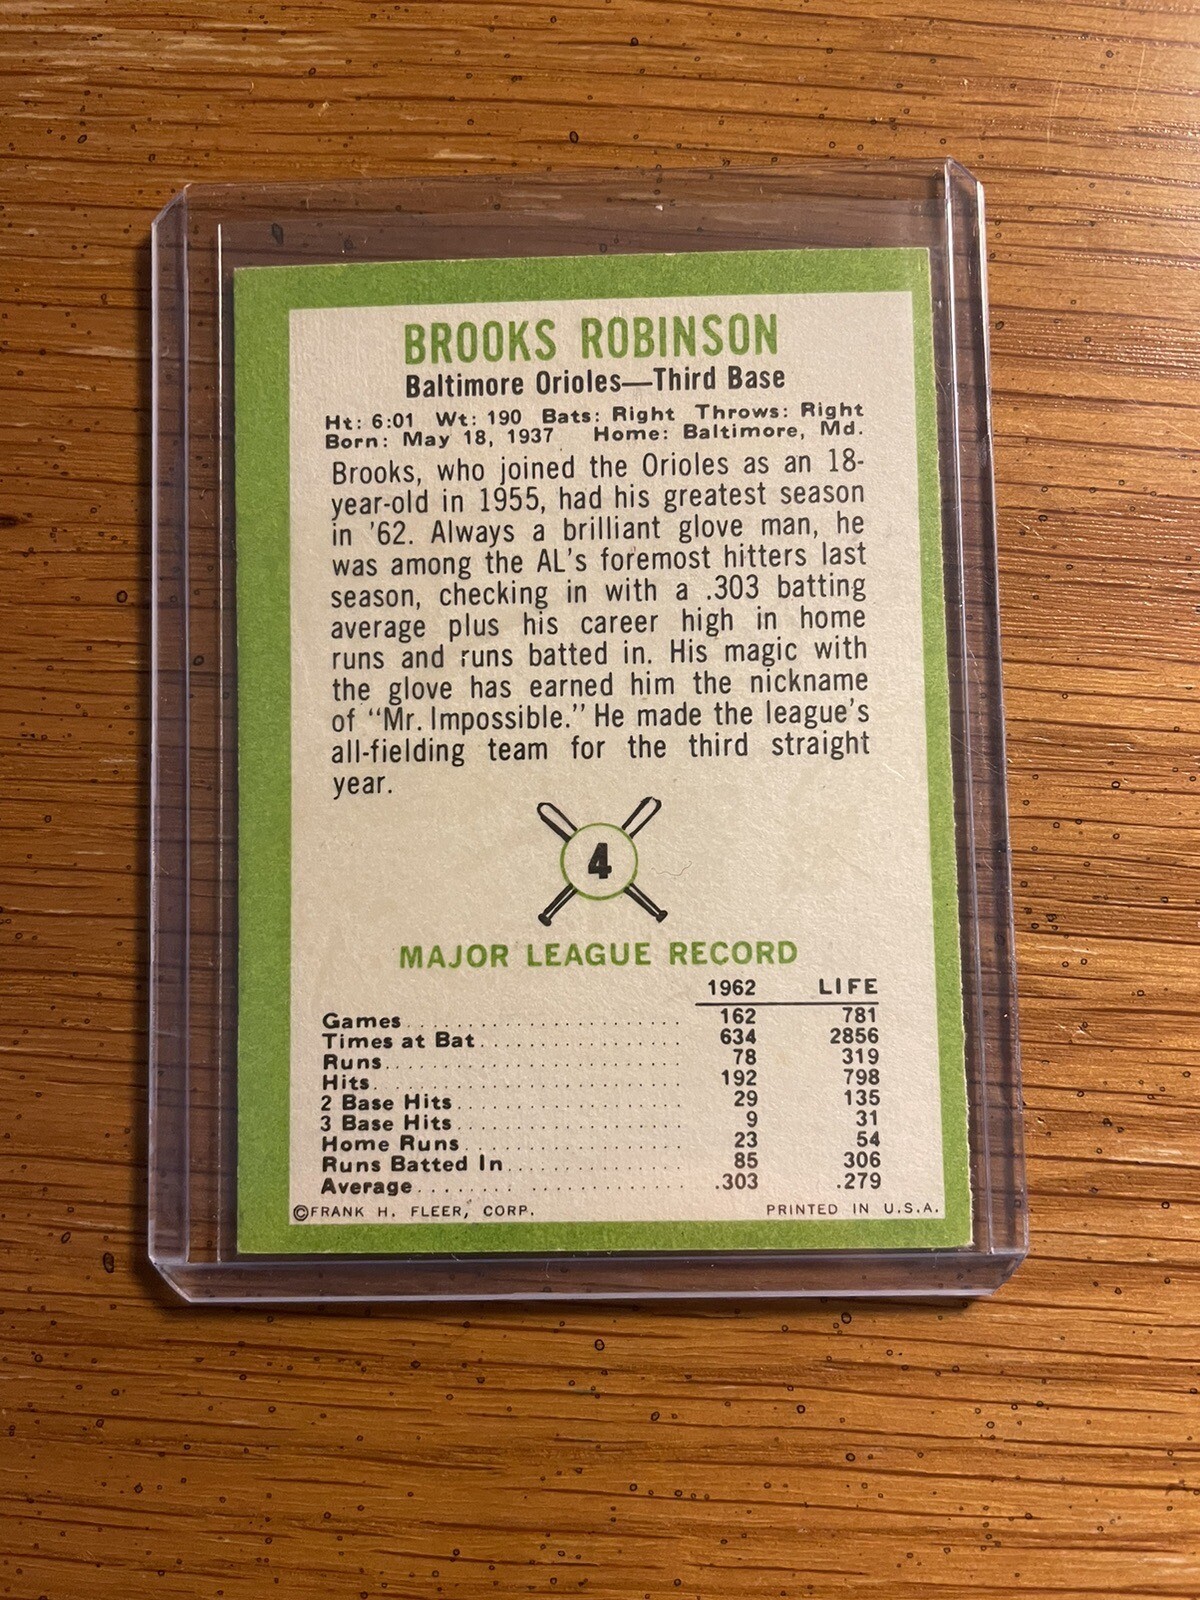 BROOKS ROBINSON
Baltimore Orioles—Third Base
Ht: 6:01 Wt: 190 Bats: Right Throws: Right
Born: May 18, 1937 Home: Baltimore, Md.
Brooks, who joined the Orioles as an 18-
year-old in 1955, had his greatest season
in '62. Always a brilliant glove man, he
was among the AL's foremost hitters last
season, checking in with a .303 batting
average plus his career high in home
runs and runs batted in. His magic with
the glove has earned him the nickname
of "Mr. Impossible." He made the league's
all-fielding team for the third straight
year.
4
MAJOR LEAGUE RECORD
1962 LIFE
Games 162 781
Times at Bat 634 2856
Runs 78 319
Hits 192 798
2 Base Hits 29 135
3 Base Hits 9 31
Home Runs 23 54
Runs Batted In 85 306
Average .303 .279
©FRANK H. FLEER, CORP. PRINTED IN U.S.A.